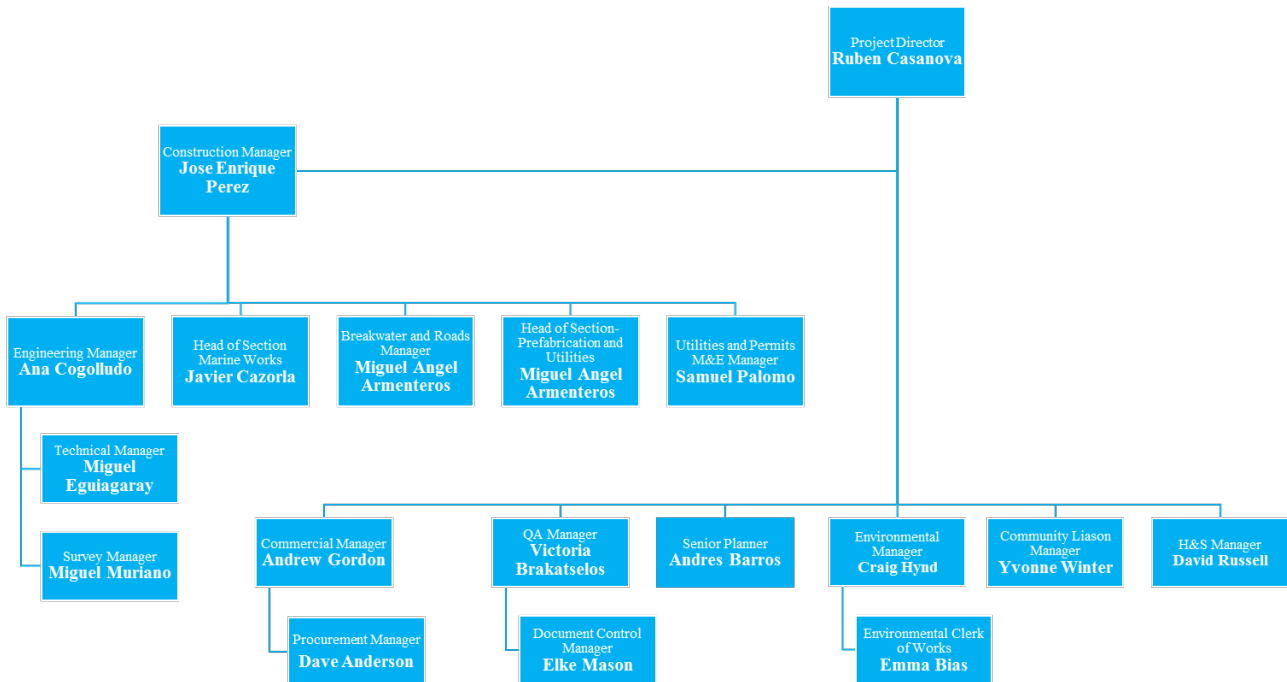 Project Director
Ruben Casanova
Construction Manager
Jose Enrique
Perez
Engineering Manager
Ana Cogolludo
Head of Section
Marine Works
Javier Cazorla
Breakwater and Roads
Manager
Miguel Angel
Armenteros
Head of Section-
Prefabrication and
Utilities
Miguel Angel
Armenteros
Utilities and Permits
M&E Manager
Samuel Palomo
Technical Manager
Miguel
Eguiagaray
Survey Manager
Miguel Muriano
Commercial Manager
Andrew Gordon
QA Manager
Victoria
Brakatselos
Senior Planner
Andres Barros
Environmental
Manager
Craig Hynd
Community Liason
Manager
Yvonne Winter
H&S Manager
David Russell
Procurement Manager
Dave Anderson
Document Control
Manager
Elke Mason
Environmental Clerk
of Works
Emma Bias